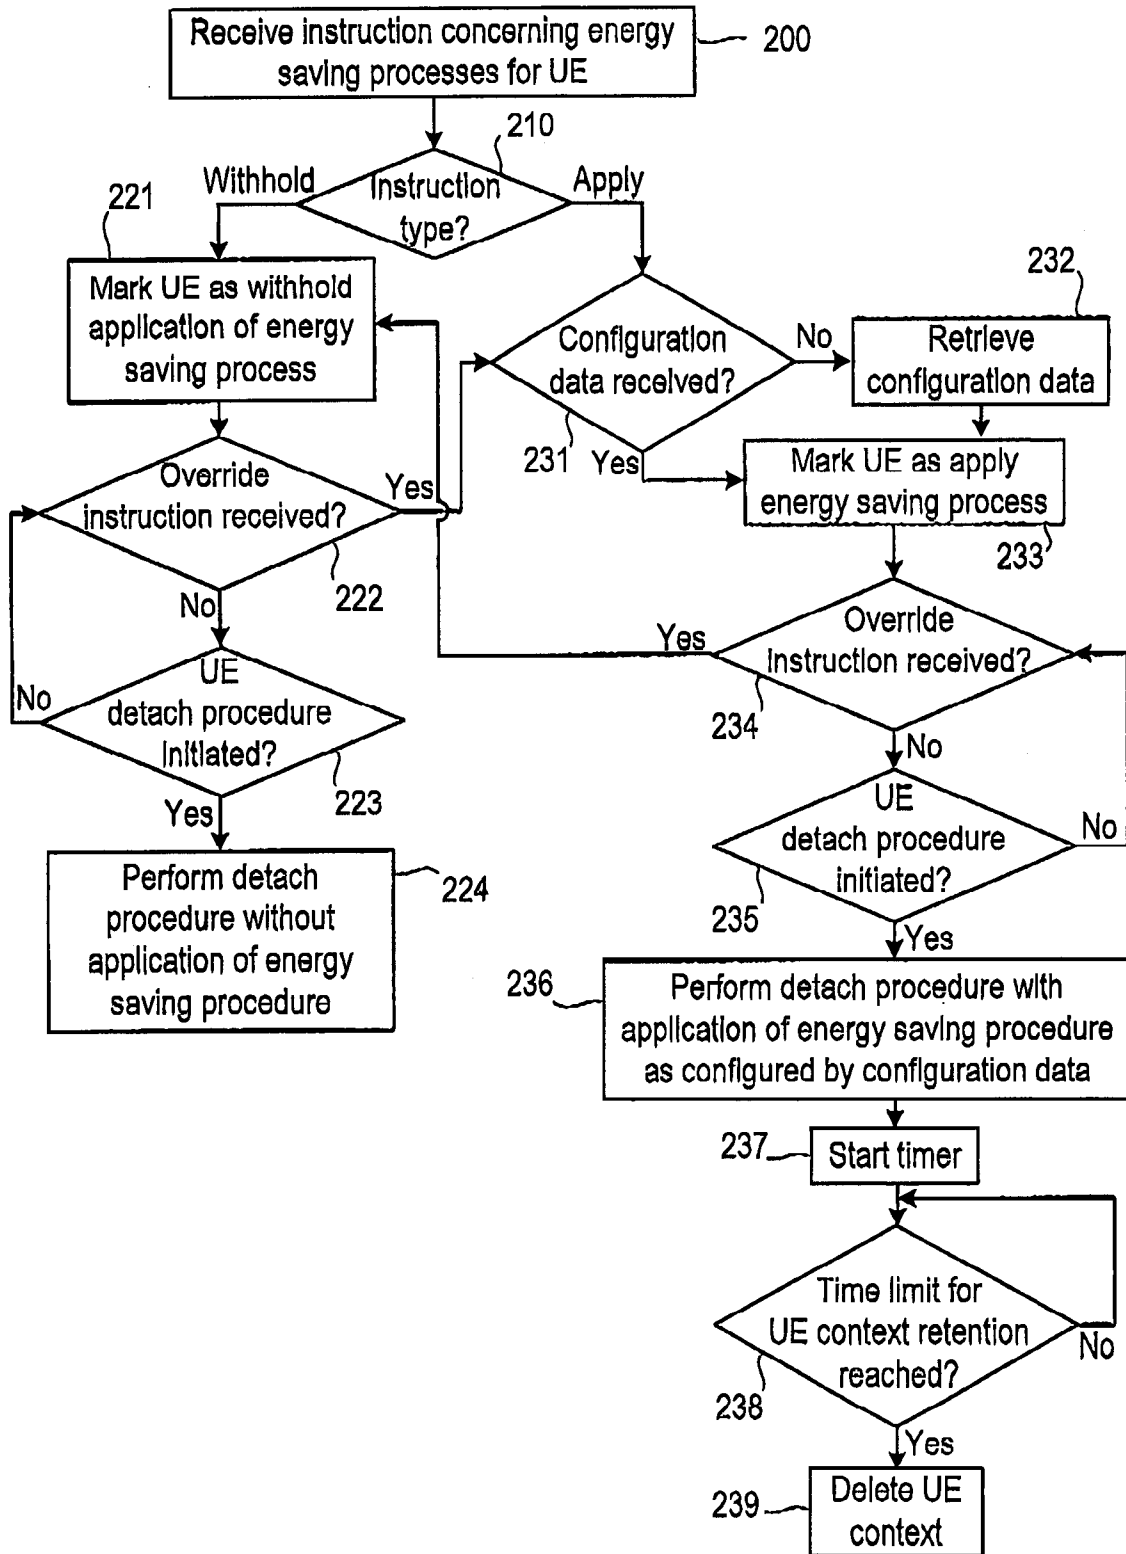 Receive instruction concerning energy
saving processes for UE
200
210
Instruction
type?
Withhold
Apply
221
Mark UE as withhold
application of energy
saving process
Configuration
data received?
231
No
232
Retrieve
configuration data
Yes
Mark UE as apply
energy saving process
233
Override
instruction received?
222
Yes
No
UE
detach procedure
initiated?
223
No
Yes
Perform detach
procedure without
application of energy
saving procedure
224
Override
instruction received?
234
Yes
No
UE
detach procedure
initiated?
235
No
Yes
236
Perform detach procedure with
application of energy saving procedure
as configured by configuration data
237
Start timer
Time limit for
UE context retention
reached?
238
No
Yes
239
Delete UE
context